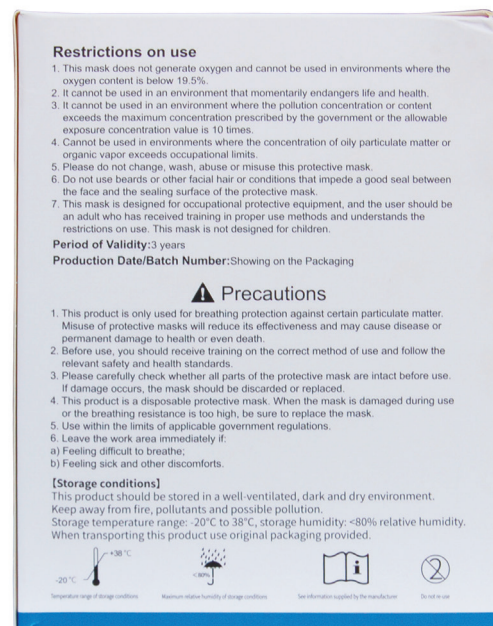 Restrictions on use
1. This mask does not generate oxygen and cannot be used in environments where the
oxygen content is below 19.5%.
2. It cannot be used in an environment that momentarily endangers life and health.
3. It cannot be used in an environment where the pollution concentration or content
exceeds the maximum concentration prescribed by the government or the allowable
exposure concentration value is 10 times.
4. Cannot be used in environments where the concentration of oily particulate matter or
organic vapor exceeds occupational limits.
5. Please do not change, wash, abuse or misuse this protective mask.
6. Do not use beards or other facial hair or conditions that impede a good seal between
the face and the sealing surface of the protective mask.
7. This mask is designed for occupational protective equipment, and the user should be
an adult who has received training in proper use methods and understands the
restrictions on use. This mask is not designed for children.
Period of Validity:3 years
Production Date/Batch Number:Showing on the Packaging
Precautions
1. This product is only used for breathing protection against certain particulate matter.
Misuse of protective masks will reduce its effectiveness and may cause disease or
permanent damage to health or even death.
2. Before use, you should receive training on the correct method of use and follow the
relevant safety and health standards.
3. Please carefully check whether all parts of the protective mask are intact before use.
If damage occurs, the mask should be discarded or replaced.
4. This product is a disposable protective mask. When the mask is damaged during use
or the breathing resistance is too high, be sure to replace the mask.
5. Use within the limits of applicable government regulations.
6. Leave the work area immediately if:
a) Feeling difficult to breathe;
b) Feeling sick and other discomforts.
【Storage conditions】
This product should be stored in a well-ventilated, dark and dry environment.
Keep away from fire, pollutants and possible pollution.
Storage temperature range: -20°C to 38°C, storage humidity: <80% relative humidity.
When transporting this product use original packaging provided.
+38 °C
-20 °C
<80%
i
2
Temperature range of storage conditions
Maximum relative humidity of storage conditions
See information supplied by the manufacturer
Do not re-use